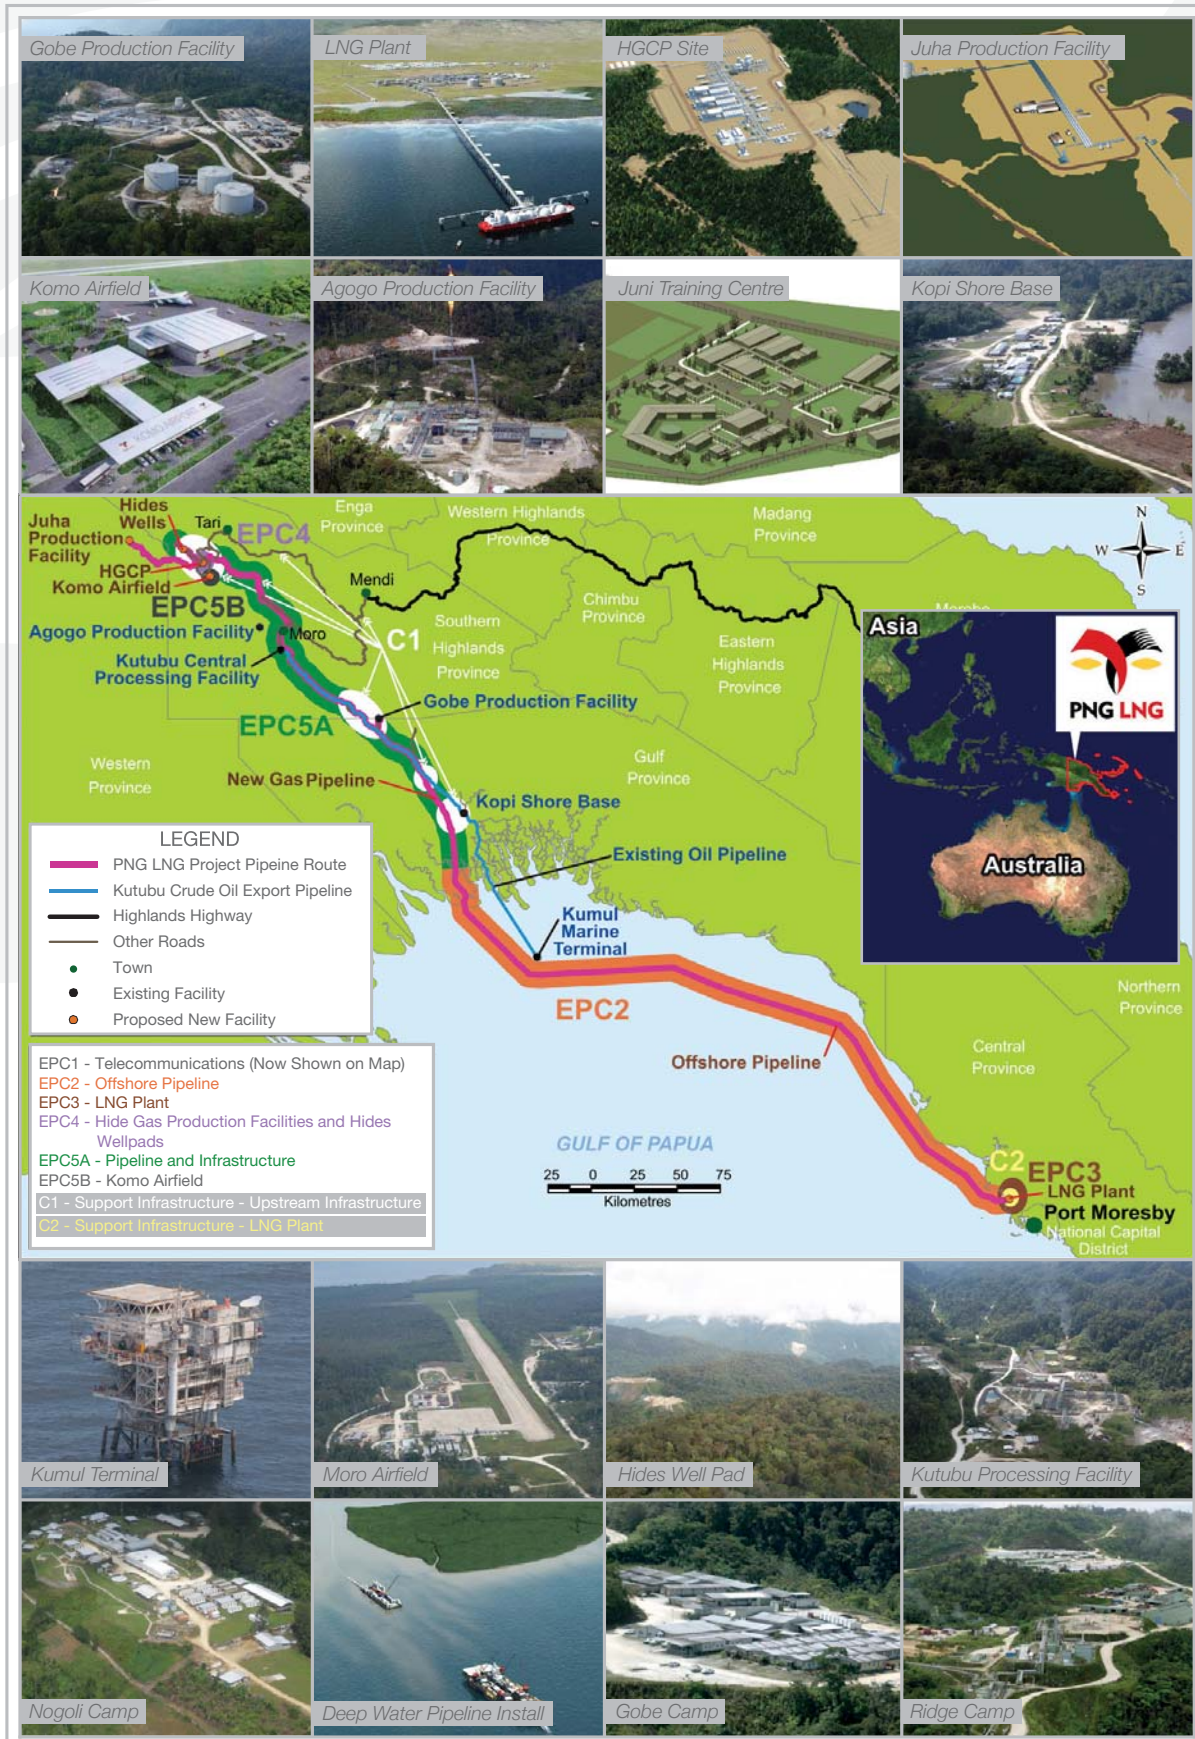 Gobe Production Facility
LNG Plant
HGCP Site
Juha Production Facility
Komo Airfield
Agogo Production Facility
Juni Training Centre
Kopi Shore Base
KOMO AIRPORT
Hides
Wells
Juha
Production
Facility
Tari
EPC4
HGCP
Komo Airfield
EPC5B
Agogo Production Facility
Moro
Kutubu Central
Processing Facility
EPC5A
Enga
Province
Western Highlands
Province
Madang
Province
Mendi
C1
Southern
Highlands
Province
Chimbu
Province
Eastern
Highlands
Province
Morobe
N
W
E
S
Gobe Production Facility
Western
Province
New Gas Pipeline
Gulf
Province
Kopi Shore Base
Existing Oil Pipeline
Kumul
Marine
Terminal
EPC2
Offshore Pipeline
Asia
PNG LNG
Australia
Northern
Province
Central
Province
GULF OF PAPUA
25 0 25 50 75
Kilometres
C2
EPC3
LNG Plant
Port Moresby
National Capital
District
LEGEND
PNG LNG Project Pipeine Route
Kutubu Crude Oil Export Pipeline
Highlands Highway
Other Roads
Town
Existing Facility
Proposed New Facility
EPC1 - Telecommunications (Now Shown on Map)
EPC2 - Offshore Pipeline
EPC3 - LNG Plant
EPC4 - Hide Gas Production Facilities and Hides
Wellpads
EPC5A - Pipeline and Infrastructure
EPC5B - Komo Airfield
C1 - Support Infrastructure - Upstream Infrastructure
C2 - Support Infrastructure - LNG Plant
Kumul Terminal
Moro Airfield
Hides Well Pad
Kutubu Processing Facility
Nogoli Camp
Deep Water Pipeline Install
Gobe Camp
Ridge Camp